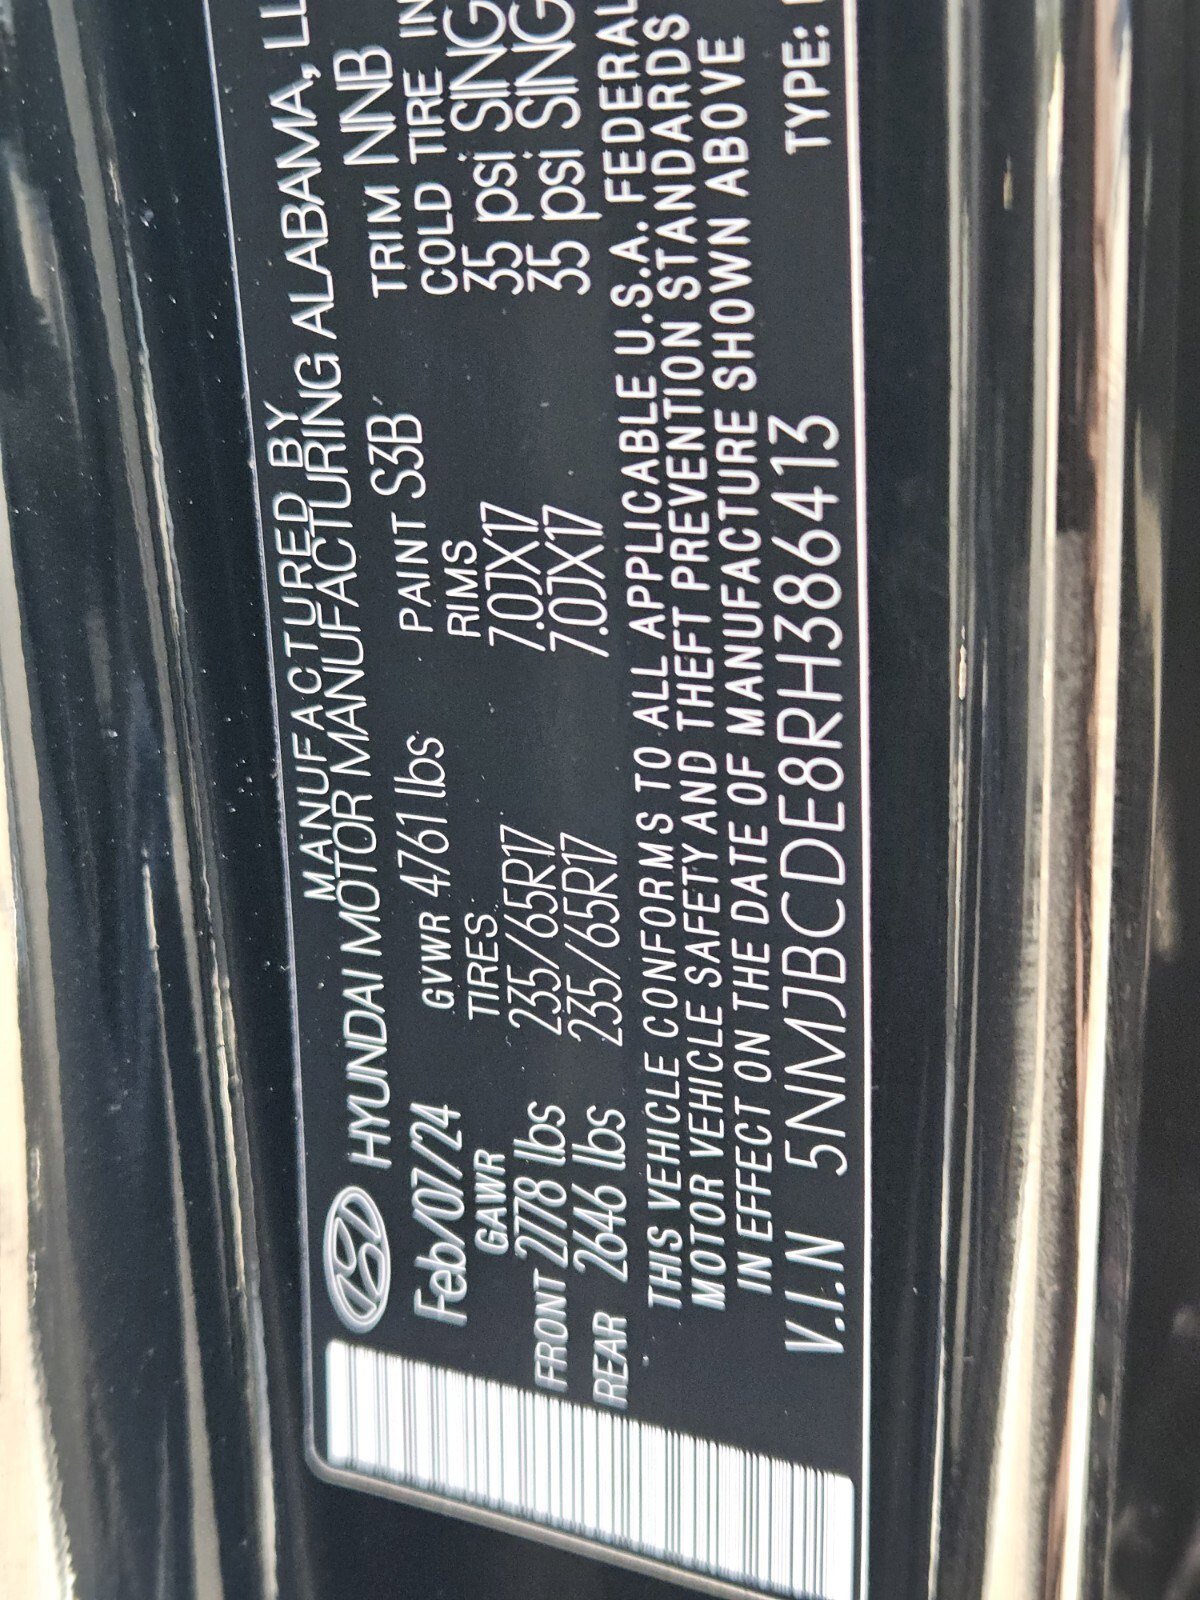 MANUFACTURED BY
HYUNDAI MOTOR MANUFACTURING ALABAMA,
Feb/07/24 GVWR 4761 lbs PAINT S3B TRIM NNB
GAWR TIRES RIMS COLD TIRE
FRONT 2778 lbs 235/65R17 7.0JX17 35 psi SING
REAR 2646 lbs 235/65R17 7.0JX17 35 psi SING
THIS VEHICLE CONFORMS TO ALL APPLICABLE U.S.A. FEDERAL
MOTOR VEHICLE SAFETY AND THEFT PREVENTION STANDARDS
IN EFFECT ON THE DATE OF MANUFACTURE SHOWN ABOVE
V.I.N 5NMJBCDE8RH386413 TYPE: